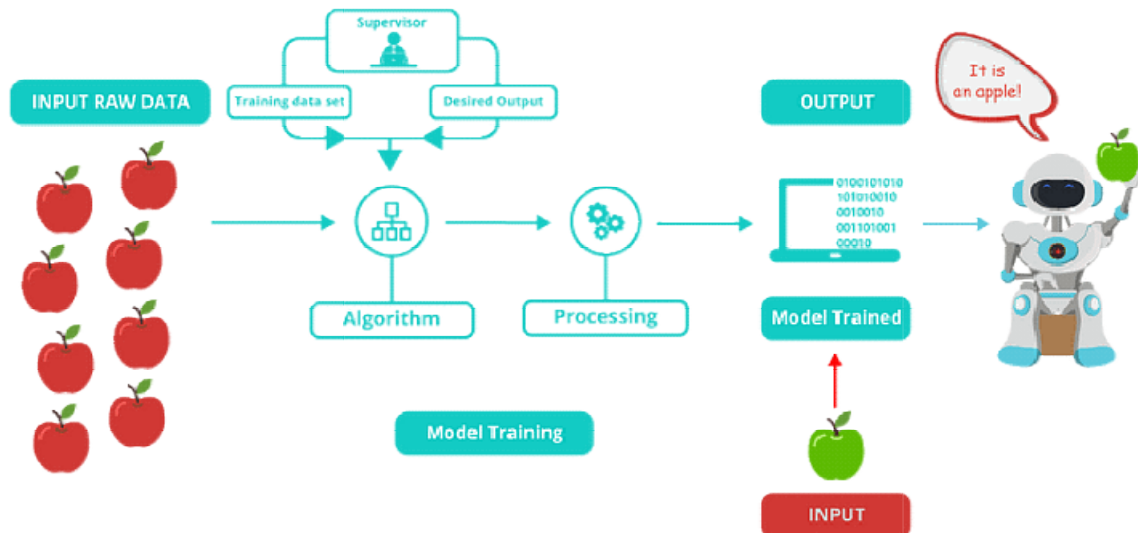 Supervisor
INPUT RAW DATA
Training data set
Desired Output
OUTPUT
It is
an apple!
0100101010
101010010
0010010
001101001
00010
Algorithm
Processing
Model Trained
Model Training
INPUT